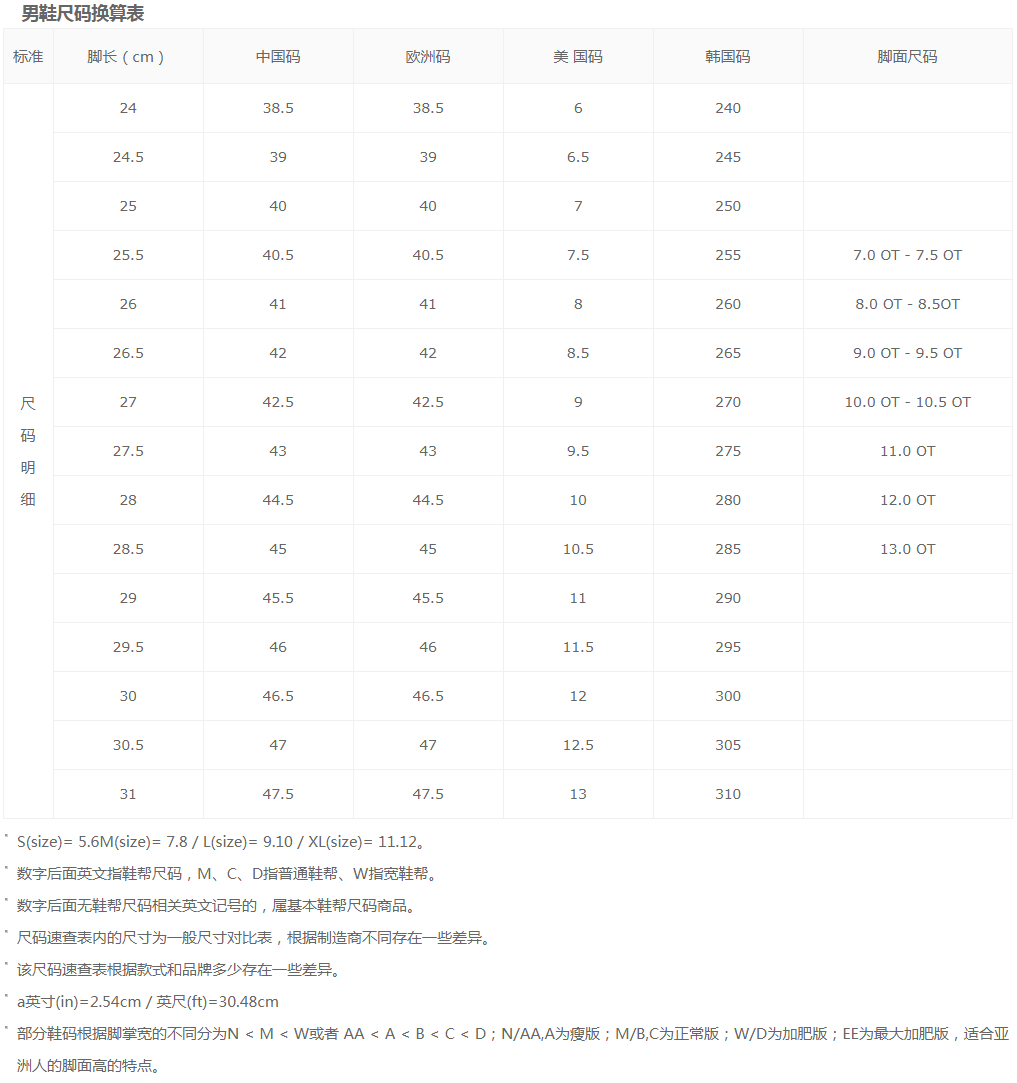 男鞋尺码换算表
标准 脚长（cm） 中国码 欧洲码 美 国码 韩国码 脚面尺码
尺码明细
24 38.5 38.5 6 240
24.5 39 39 6.5 245
25 40 40 7 250
25.5 40.5 40.5 7.5 255 7.0 OT - 7.5 OT
26 41 41 8 260 8.0 OT - 8.5OT
26.5 42 42 8.5 265 9.0 OT - 9.5 OT
27 42.5 42.5 9 270 10.0 OT - 10.5 OT
27.5 43 43 9.5 275 11.0 OT
28 44.5 44.5 10 280 12.0 OT
28.5 45 45 10.5 285 13.0 OT
29 45.5 45.5 11 290
29.5 46 46 11.5 295
30 46.5 46.5 12 300
30.5 47 47 12.5 305
31 47.5 47.5 13 310
* S(size)= 5.6M(size)= 7.8 / L(size)= 9.10 / XL(size)= 11.12。
* 数字后面英文指鞋帮尺码，M、C、D指普通鞋帮、W指宽鞋帮。
* 数字后面无鞋帮尺码相关英文记号的，属基本鞋帮尺码商品。
* 尺码速查表内的尺寸为一般尺寸对比表，根据制造商不同存在一些差异。
* 该尺码速查表根据款式和品牌多少存在一些差异。
* a英寸(in)=2.54cm / 英尺(ft)=30.48cm
* 部分鞋码根据脚掌宽的不同分为N < M < W或者 AA < A < B < C < D；N/AA,A为瘦版；M/B,C为正常版；W/D为加肥版；EE为最大加肥版，适合亚
洲人的脚面高的特点。